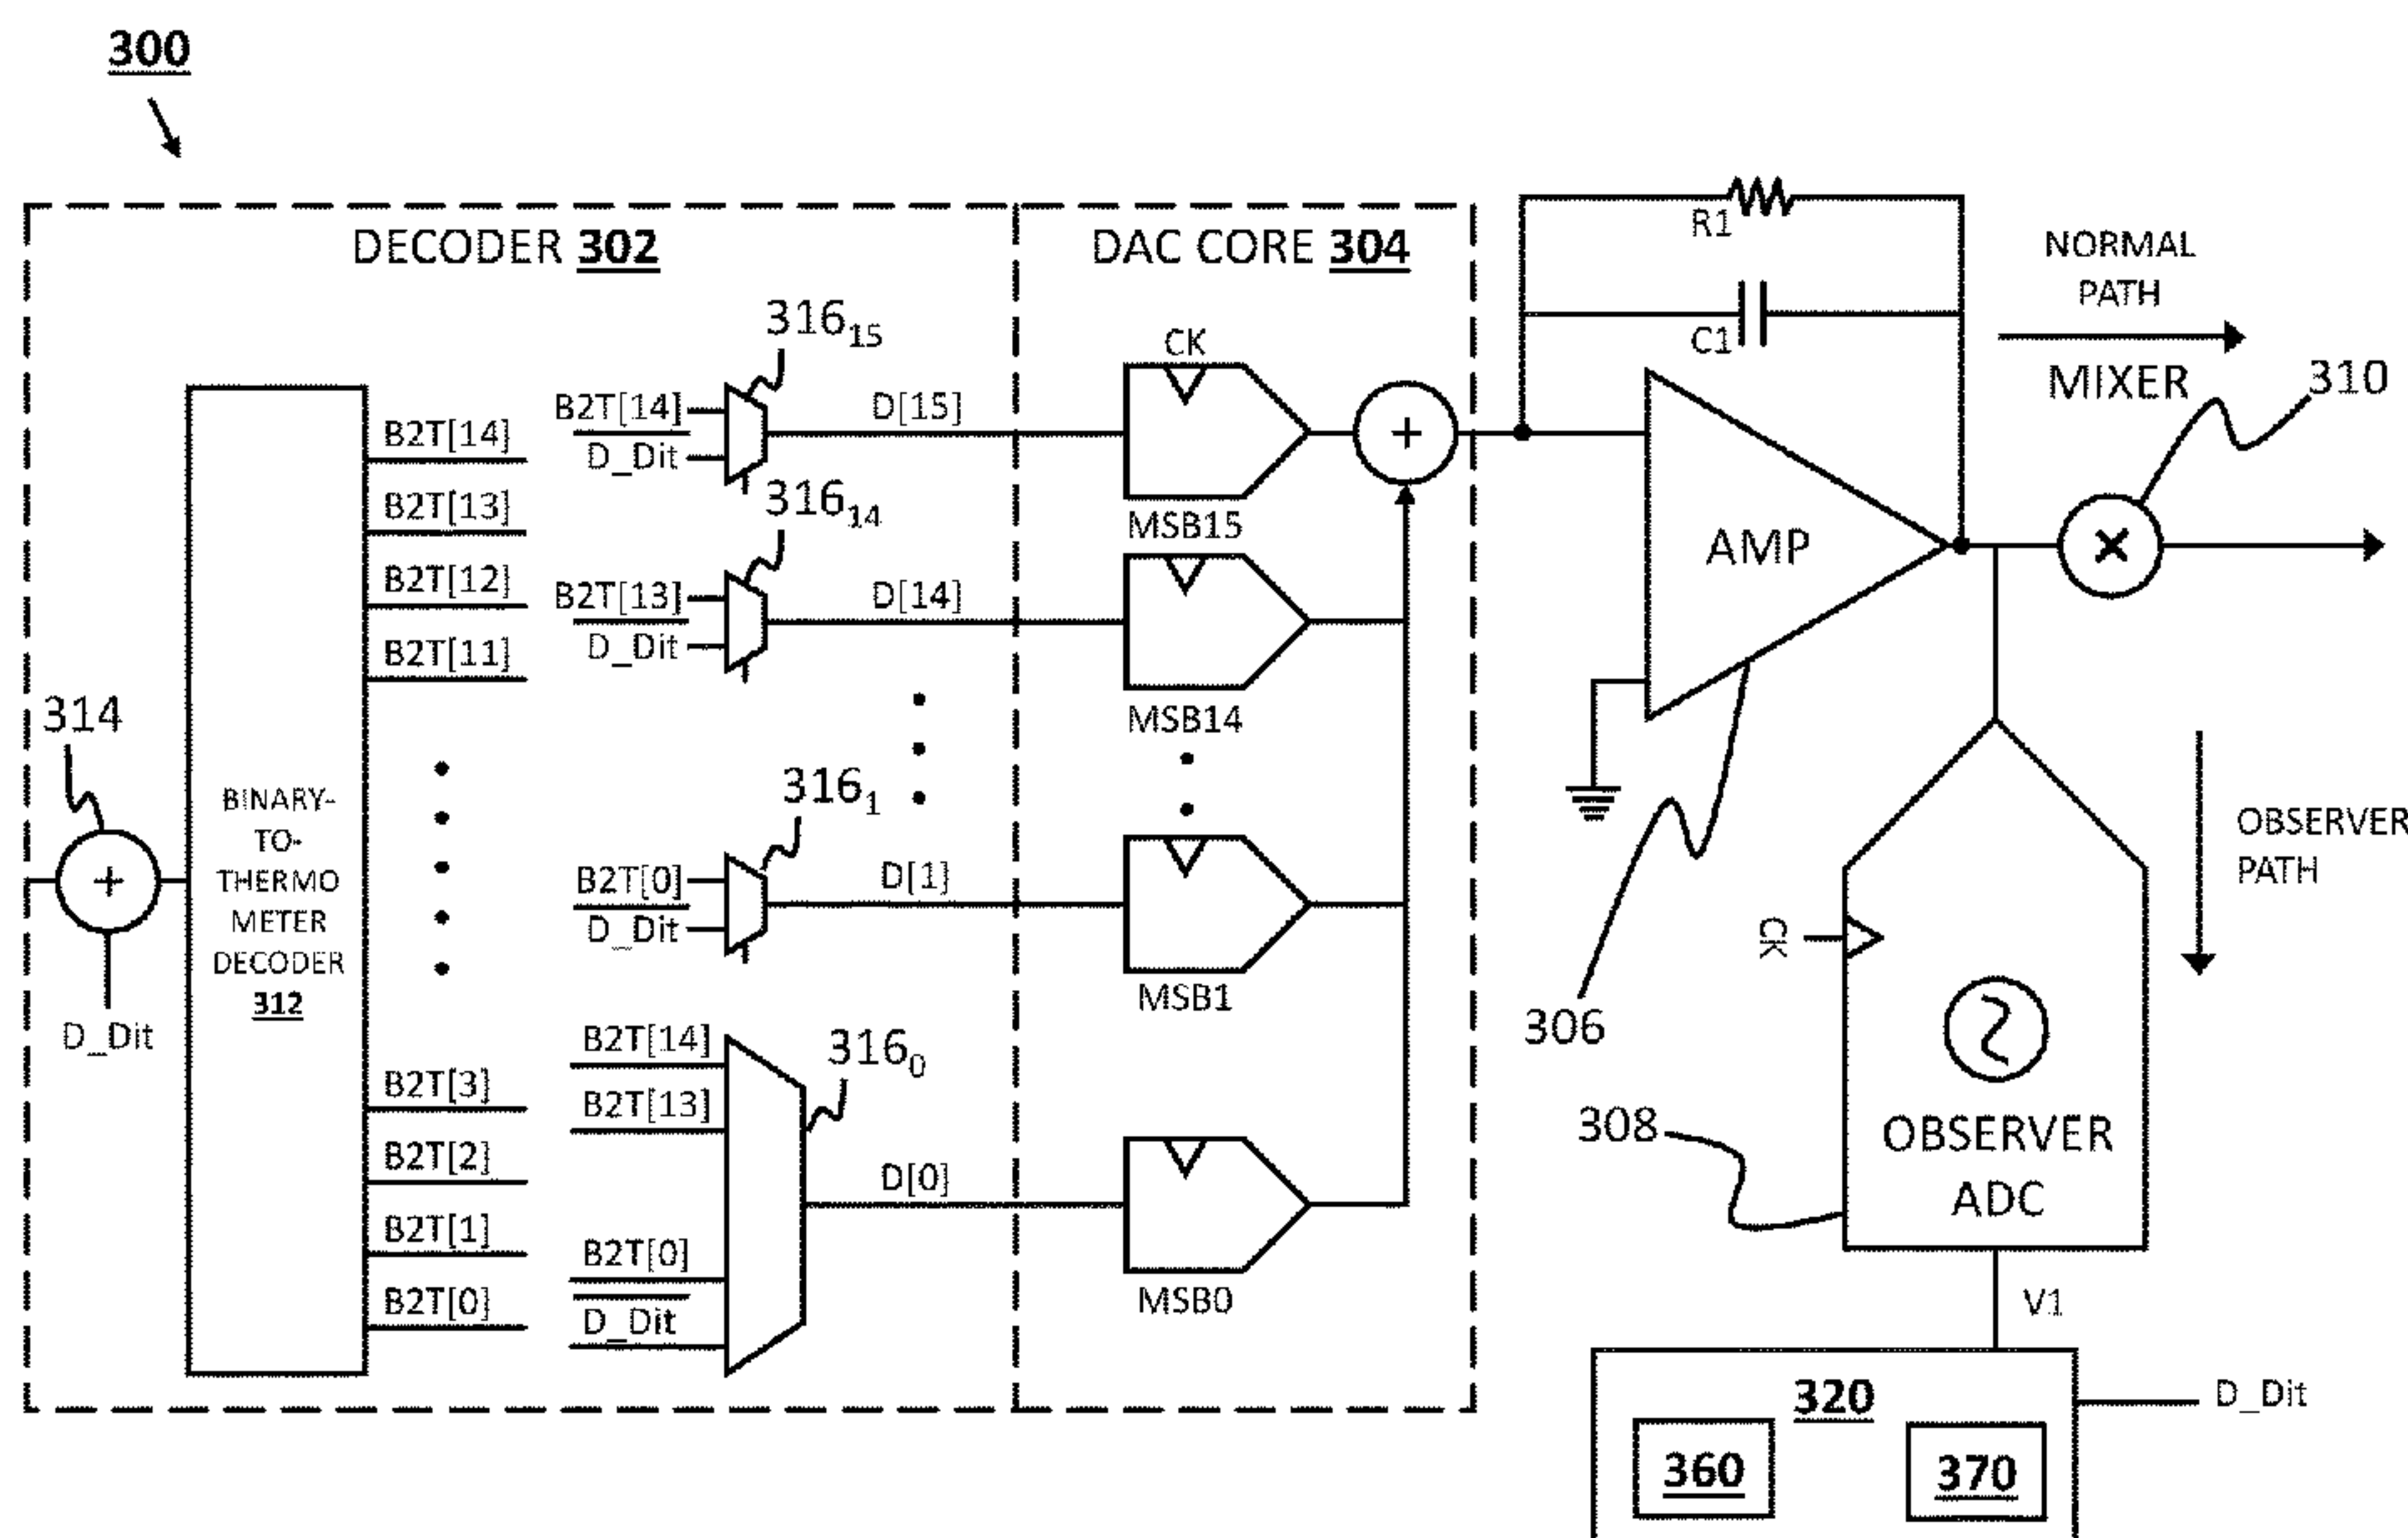 300
DECODER 302
DAC CORE 304
R1
C1
NORMAL
PATH
MIXER
310
316₁₅
B2T[14]
D_Dit
D[15]
CK
MSB15
316₁₄
B2T[13]
D_Dit
D[14]
MSB14
316₁
B2T[0]
D_Dit
D[1]
MSB1
316₀
B2T[14]
B2T[13]
B2T[0]
D_Dit
D[0]
MSB0
B2T[14]
B2T[13]
B2T[12]
B2T[11]
B2T[3]
B2T[2]
B2T[1]
B2T[0]
314
+
D_Dit
BINARY-
TO-
THERMO
METER
DECODER
312
+
AMP
×
306
OBSERVER
PATH
CK
308
OBSERVER
ADC
V1
320
360
370
D_Dit